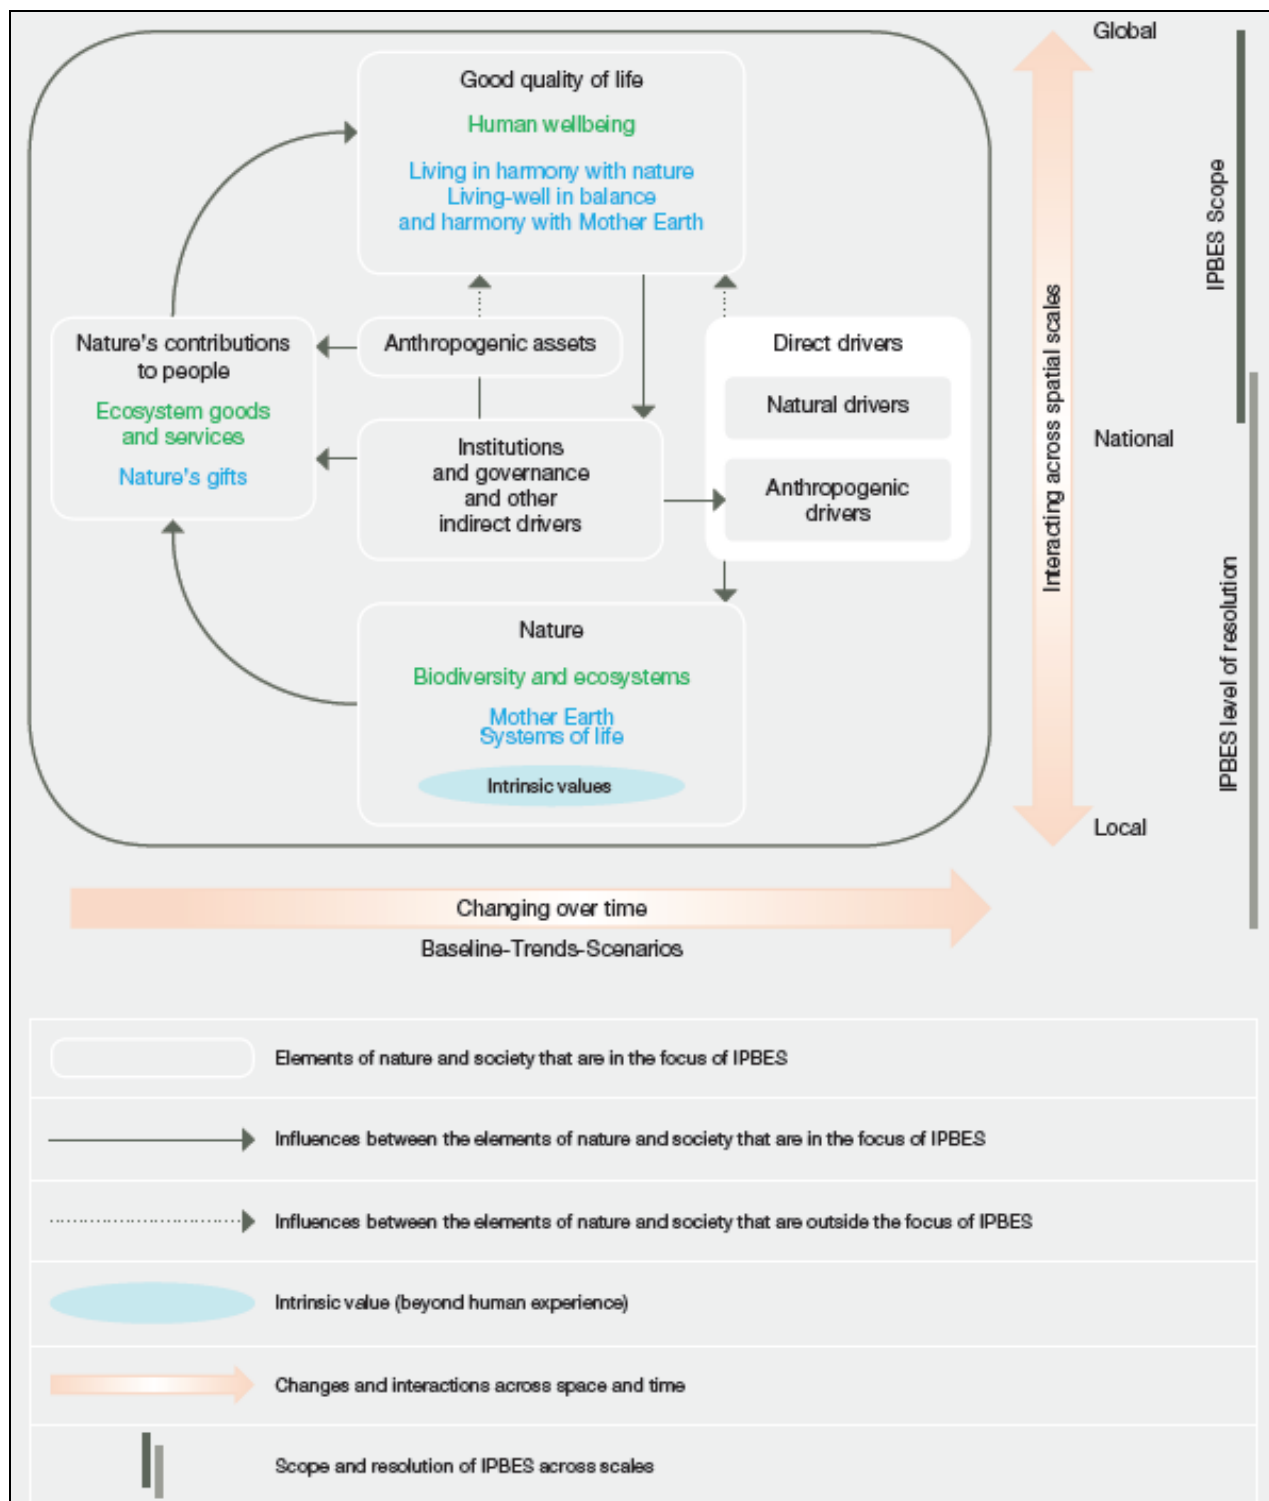 Good quality of life
Human wellbeing
Living in harmony with nature
Living-well in balance
and harmony with Mother Earth
Nature's contributions
to people
Ecosystem goods
and services
Nature's gifts
Anthropogenic assets
Institutions
and governance
and other
indirect drivers
Direct drivers
Natural drivers
Anthropogenic
drivers
Nature
Biodiversity and ecosystems
Mother Earth
Systems of life
Intrinsic values
Global
National
Local
Interacting across spatial scales
IPBES Scope
IPBES level of resolution
Changing over time
Baseline-Trends-Scenarios
Elements of nature and society that are in the focus of IPBES
Influences between the elements of nature and society that are in the focus of IPBES
Influences between the elements of nature and society that are outside the focus of IPBES
Intrinsic value (beyond human experience)
Changes and interactions across space and time
Scope and resolution of IPBES across scales